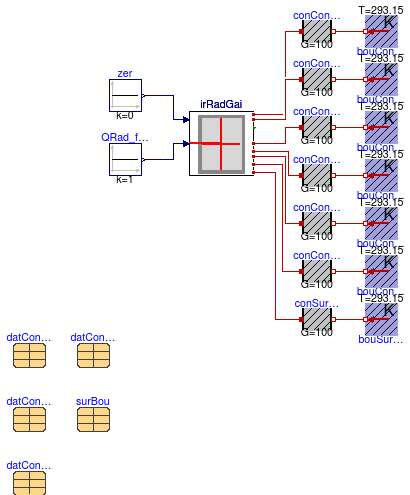 conCon...
T=293.15
K
G=100
bouCon...
conCon...
T=293.15
K
G=100
bouCon...
zer
k=0
irRadGai
conCon...
T=293.15
K
G=100
bouCon...
QRad_f...
k=1
conCon...
T=293.15
K
G=100
bouCon...
conCon...
T=293.15
K
G=100
bouCon...
conCon...
T=293.15
K
G=100
bouCon...
conSur...
T=293.15
K
G=100
bouSur...
datCon...
datCon...
datCon...
surBou
datCon...